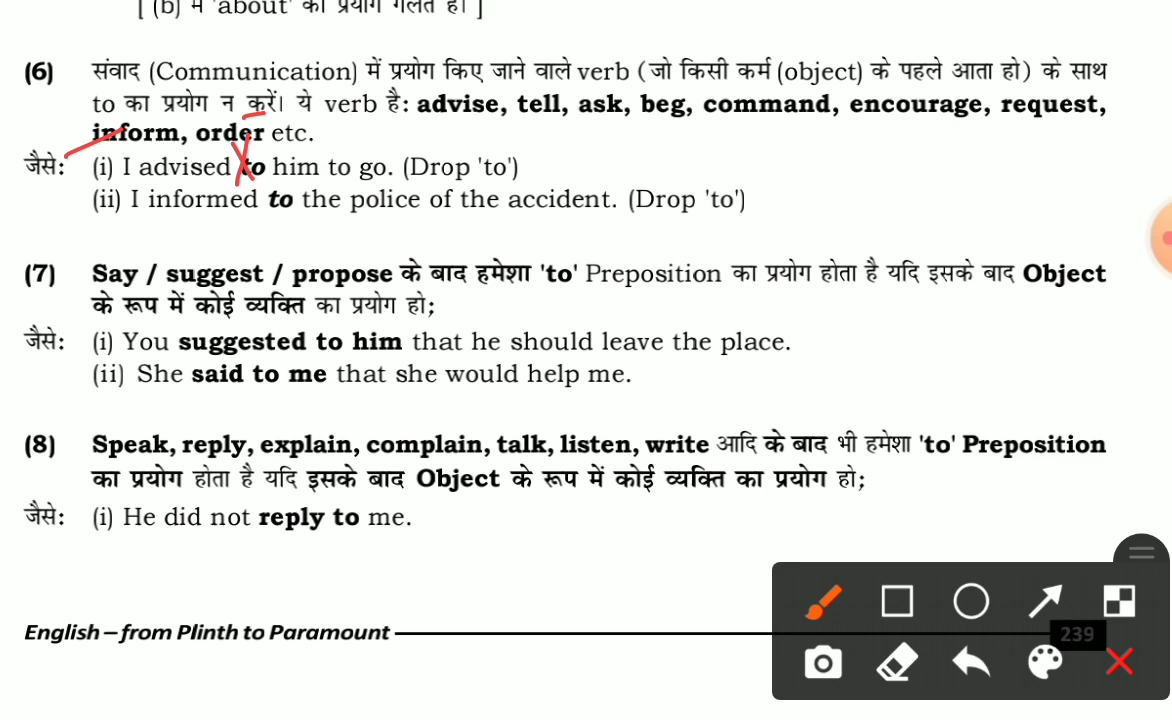 [ (b) में 'about' का प्रयोग गलत है। ]
(6) संवाद (Communication) में प्रयोग किए जाने वाले verb (जो किसी कर्म (object) के पहले आता हो) के साथ
to का प्रयोग न करें। ये verb है: advise, tell, ask, beg, command, encourage, request,
inform, order etc.
जैसे: (i) I advised to him to go. (Drop 'to')
(ii) I informed to the police of the accident. (Drop 'to')
(7) Say / suggest / propose के बाद हमेशा 'to' Preposition का प्रयोग होता है यदि इसके बाद Object
के रूप में कोई व्यक्ति का प्रयोग हो;
जैसे: (i) You suggested to him that he should leave the place.
(ii) She said to me that she would help me.
(8) Speak, reply, explain, complain, talk, listen, write आदि के बाद भी हमेशा 'to' Preposition
का प्रयोग होता है यदि इसके बाद Object के रूप में कोई व्यक्ति का प्रयोग हो;
जैसे: (i) He did not reply to me.
English – from Plinth to Paramount 239